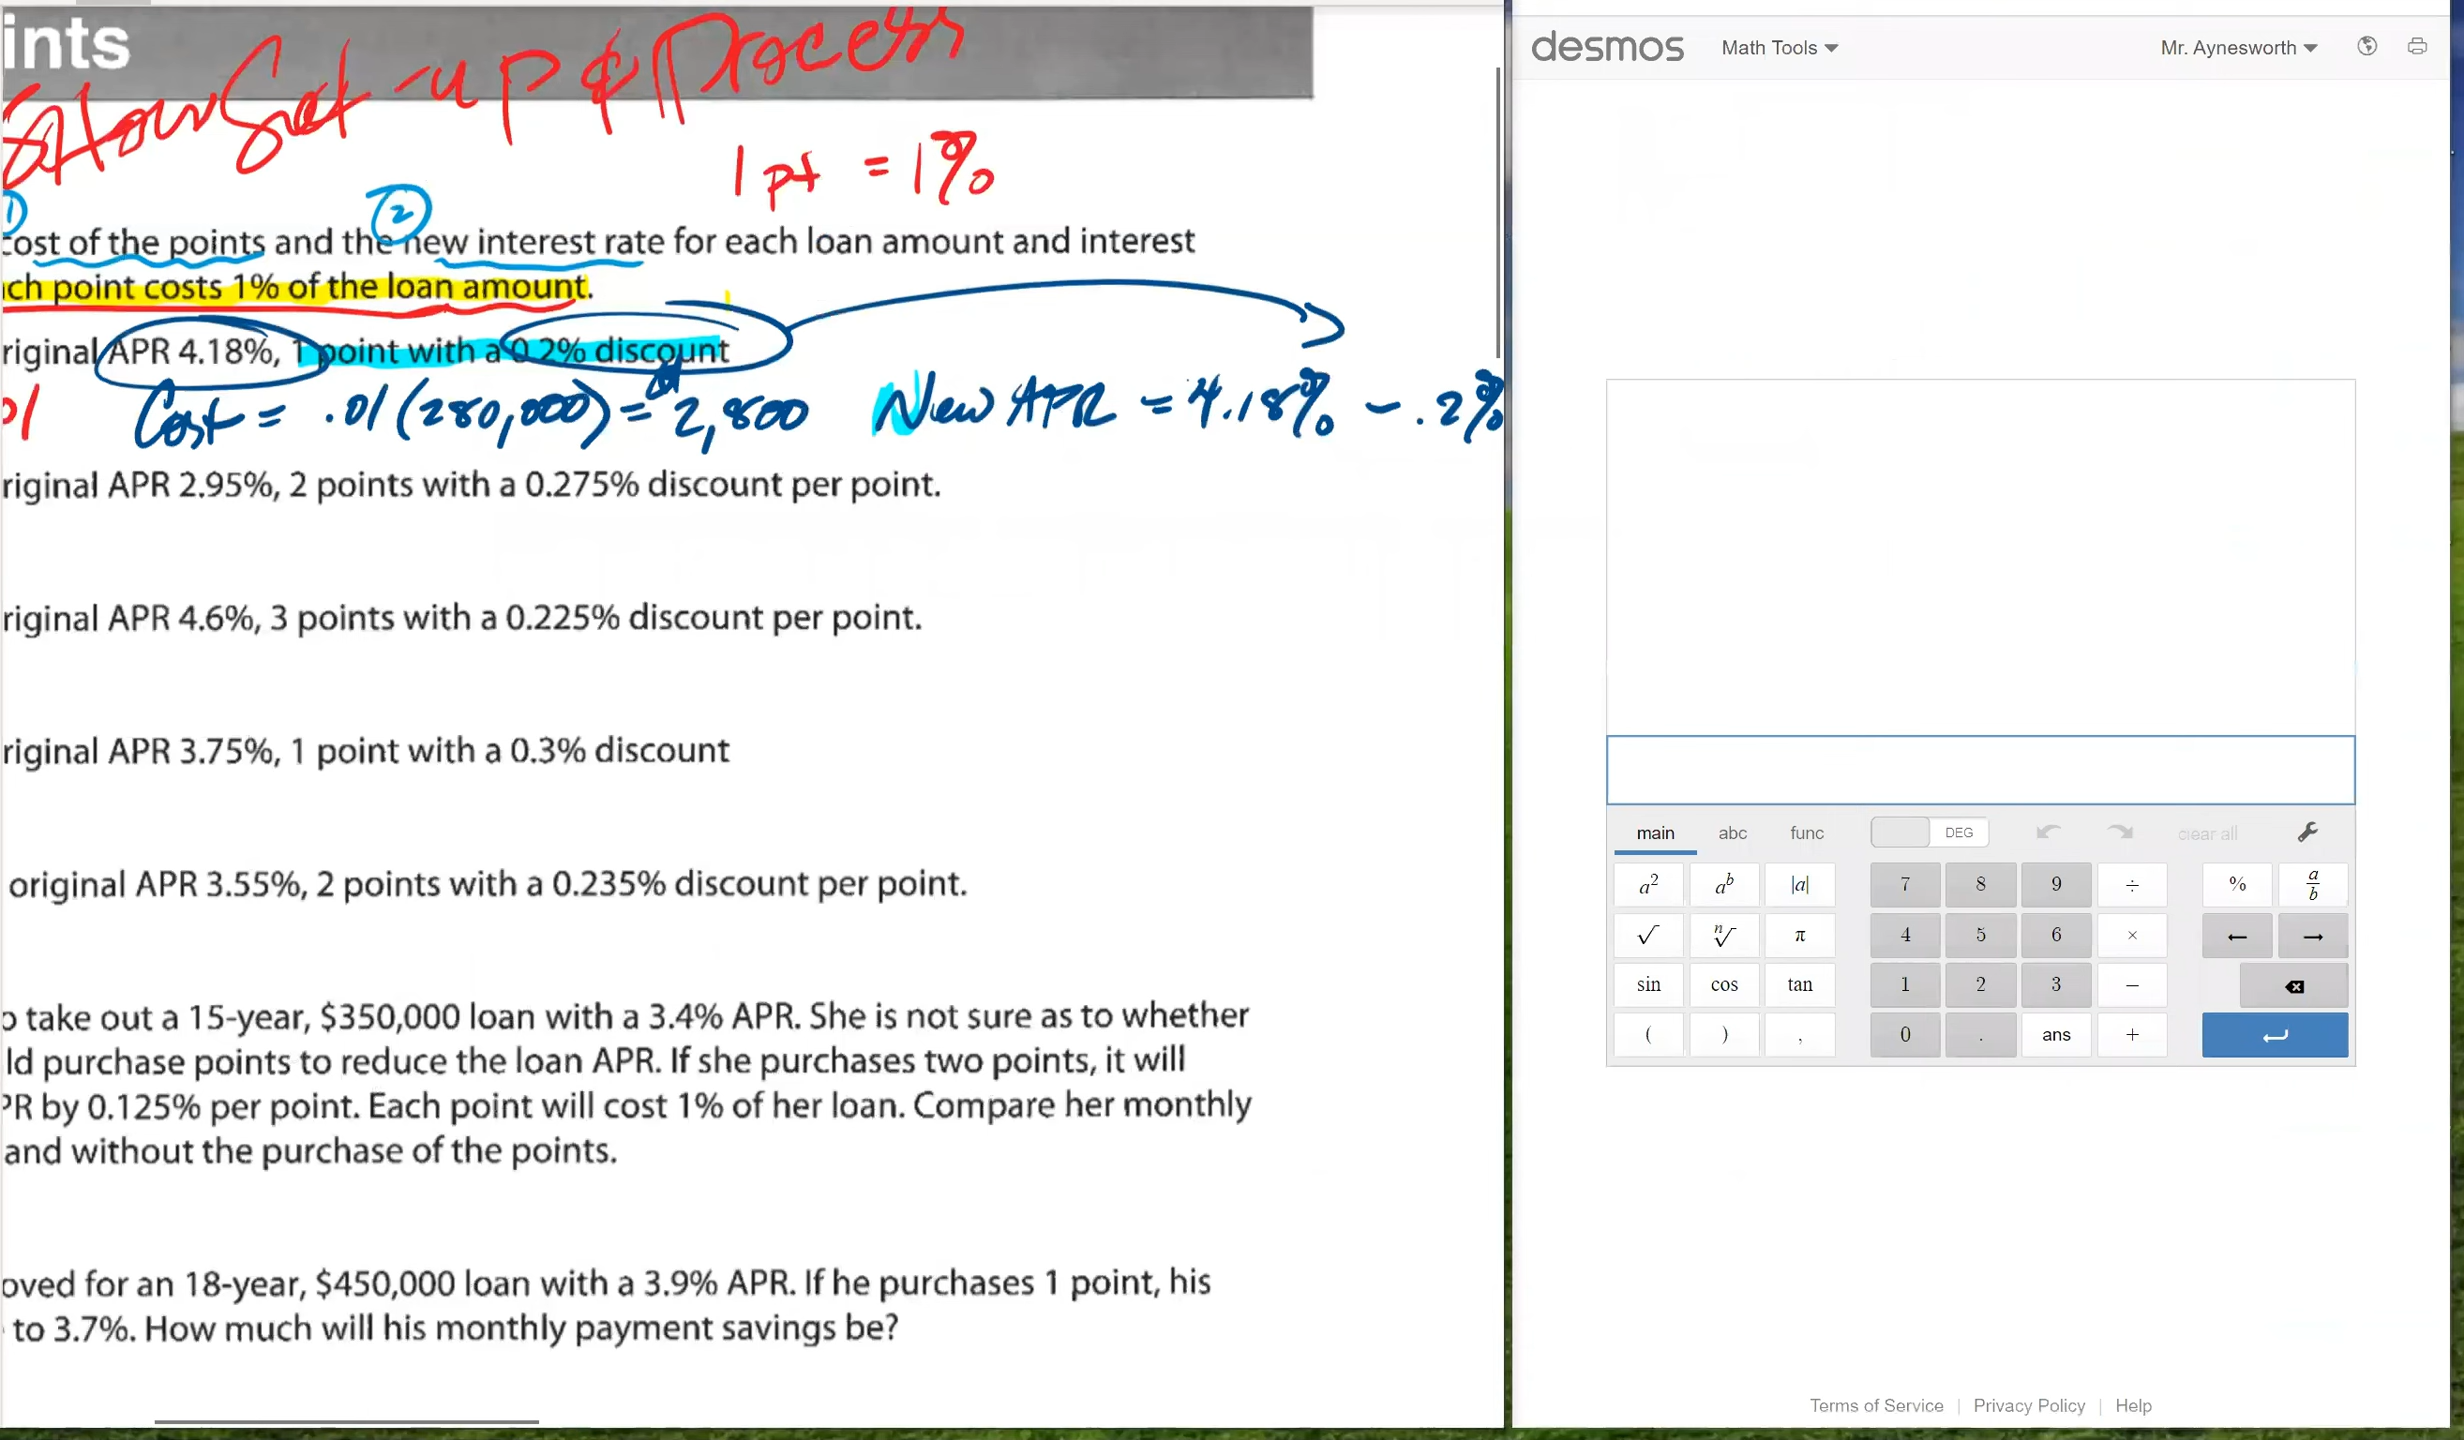 ints
Show Set-up & Process
1 pt = 1%
1 2
cost of the points and the new interest rate for each loan amount and interest
ch point costs 1% of the loan amount.
riginal APR 4.18%, 1 point with a 0.2% discount
01 Cost = .01(280,000) = 2,800 New APR = 4.18% - .2%
riginal APR 2.95%, 2 points with a 0.275% discount per point.
riginal APR 4.6%, 3 points with a 0.225% discount per point.
riginal APR 3.75%, 1 point with a 0.3% discount
original APR 3.55%, 2 points with a 0.235% discount per point.
o take out a 15-year, $350,000 loan with a 3.4% APR. She is not sure as to whether
ld purchase points to reduce the loan APR. If she purchases two points, it will
PR by 0.125% per point. Each point will cost 1% of her loan. Compare her monthly
and without the purchase of the points.
oved for an 18-year, $450,000 loan with a 3.9% APR. If he purchases 1 point, his
to 3.7%. How much will his monthly payment savings be?
desmos Math Tools Mr. Aynesworth
main abc func DEG clear all
a² aᵇ |a| 7 8 9 ÷ % a/b
√ ⁿ√ π 4 5 6 × ← →
sin cos tan 1 2 3 −
( ) , 0 . ans +
Terms of Service | Privacy Policy | Help